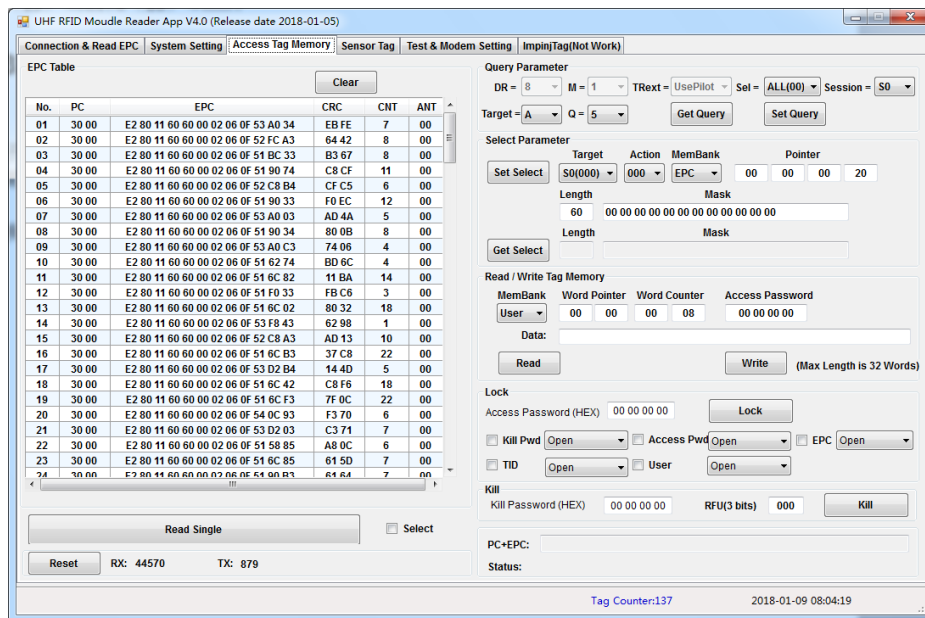 UHF RFID Moudle Reader App V4.0 (Release date 2018-01-05)
Connection & Read EPC System Setting Access Tag Memory Sensor Tag Test & Modem Setting ImpinjTag(Not Work)
EPC Table
Clear
No. PC EPC CRC CNT ANT
01 30 00 E2 80 11 60 60 00 02 06 0F 53 A0 34 EB FE 7 00
02 30 00 E2 80 11 60 60 00 02 06 0F 52 FC A3 64 42 8 00
03 30 00 E2 80 11 60 60 00 02 06 0F 51 BC 33 B3 67 8 00
04 30 00 E2 80 11 60 60 00 02 06 0F 51 90 74 C8 CF 11 00
05 30 00 E2 80 11 60 60 00 02 06 0F 52 C8 B4 CF C5 6 00
06 30 00 E2 80 11 60 60 00 02 06 0F 51 90 33 F0 EC 12 00
07 30 00 E2 80 11 60 60 00 02 06 0F 53 A0 03 AD 4A 5 00
08 30 00 E2 80 11 60 60 00 02 06 0F 51 90 34 80 0B 8 00
09 30 00 E2 80 11 60 60 00 02 06 0F 53 A0 C3 74 06 4 00
10 30 00 E2 80 11 60 60 00 02 06 0F 51 62 74 BD 6C 4 00
11 30 00 E2 80 11 60 60 00 02 06 0F 51 6C 82 11 BA 14 00
12 30 00 E2 80 11 60 60 00 02 06 0F 51 F0 33 FB C6 3 00
13 30 00 E2 80 11 60 60 00 02 06 0F 51 6C 02 80 32 18 00
14 30 00 E2 80 11 60 60 00 02 06 0F 53 F8 43 62 98 1 00
15 30 00 E2 80 11 60 60 00 02 06 0F 52 C8 A3 AD 13 10 00
16 30 00 E2 80 11 60 60 00 02 06 0F 51 6C B3 37 C8 22 00
17 30 00 E2 80 11 60 60 00 02 06 0F 53 D2 B4 14 4D 5 00
18 30 00 E2 80 11 60 60 00 02 06 0F 51 6C 42 C8 F6 18 00
19 30 00 E2 80 11 60 60 00 02 06 0F 51 6C F3 7F 0C 22 00
20 30 00 E2 80 11 60 60 00 02 06 0F 54 0C 93 F3 70 6 00
21 30 00 E2 80 11 60 60 00 02 06 0F 53 D2 03 C3 71 7 00
22 30 00 E2 80 11 60 60 00 02 06 0F 51 58 85 A8 0C 6 00
23 30 00 E2 80 11 60 60 00 02 06 0F 51 6C 85 61 5D 7 00
24 30 00 E2 80 11 60 60 00 02 06 0F 51 90 B3 61 64 7 00
Read Single Select
Reset RX: 44570 TX: 879
Query Parameter
DR = 8 M = 1 TRext = UsePilot Sel = ALL(00) Session = S0
Target = A Q = 5 Get Query Set Query
Select Parameter
Target Action MemBank Pointer
Set Select S0(000) 000 EPC 00 00 00 20
Length Mask
60 00 00 00 00 00 00 00 00 00 00 00 00
Length Mask
Get Select
Read / Write Tag Memory
MemBank Word Pointer Word Counter Access Password
User 00 00 00 08 00 00 00 00
Data:
Read Write (Max Length is 32 Words)
Lock
Access Password (HEX) 00 00 00 00 Lock
Kill Pwd Open Access Pwd Open EPC Open
TID Open User Open
Kill
Kill Password (HEX) 00 00 00 00 RFU(3 bits) 000 Kill
PC+EPC:
Status:
Tag Counter:137 2018-01-09 08:04:19